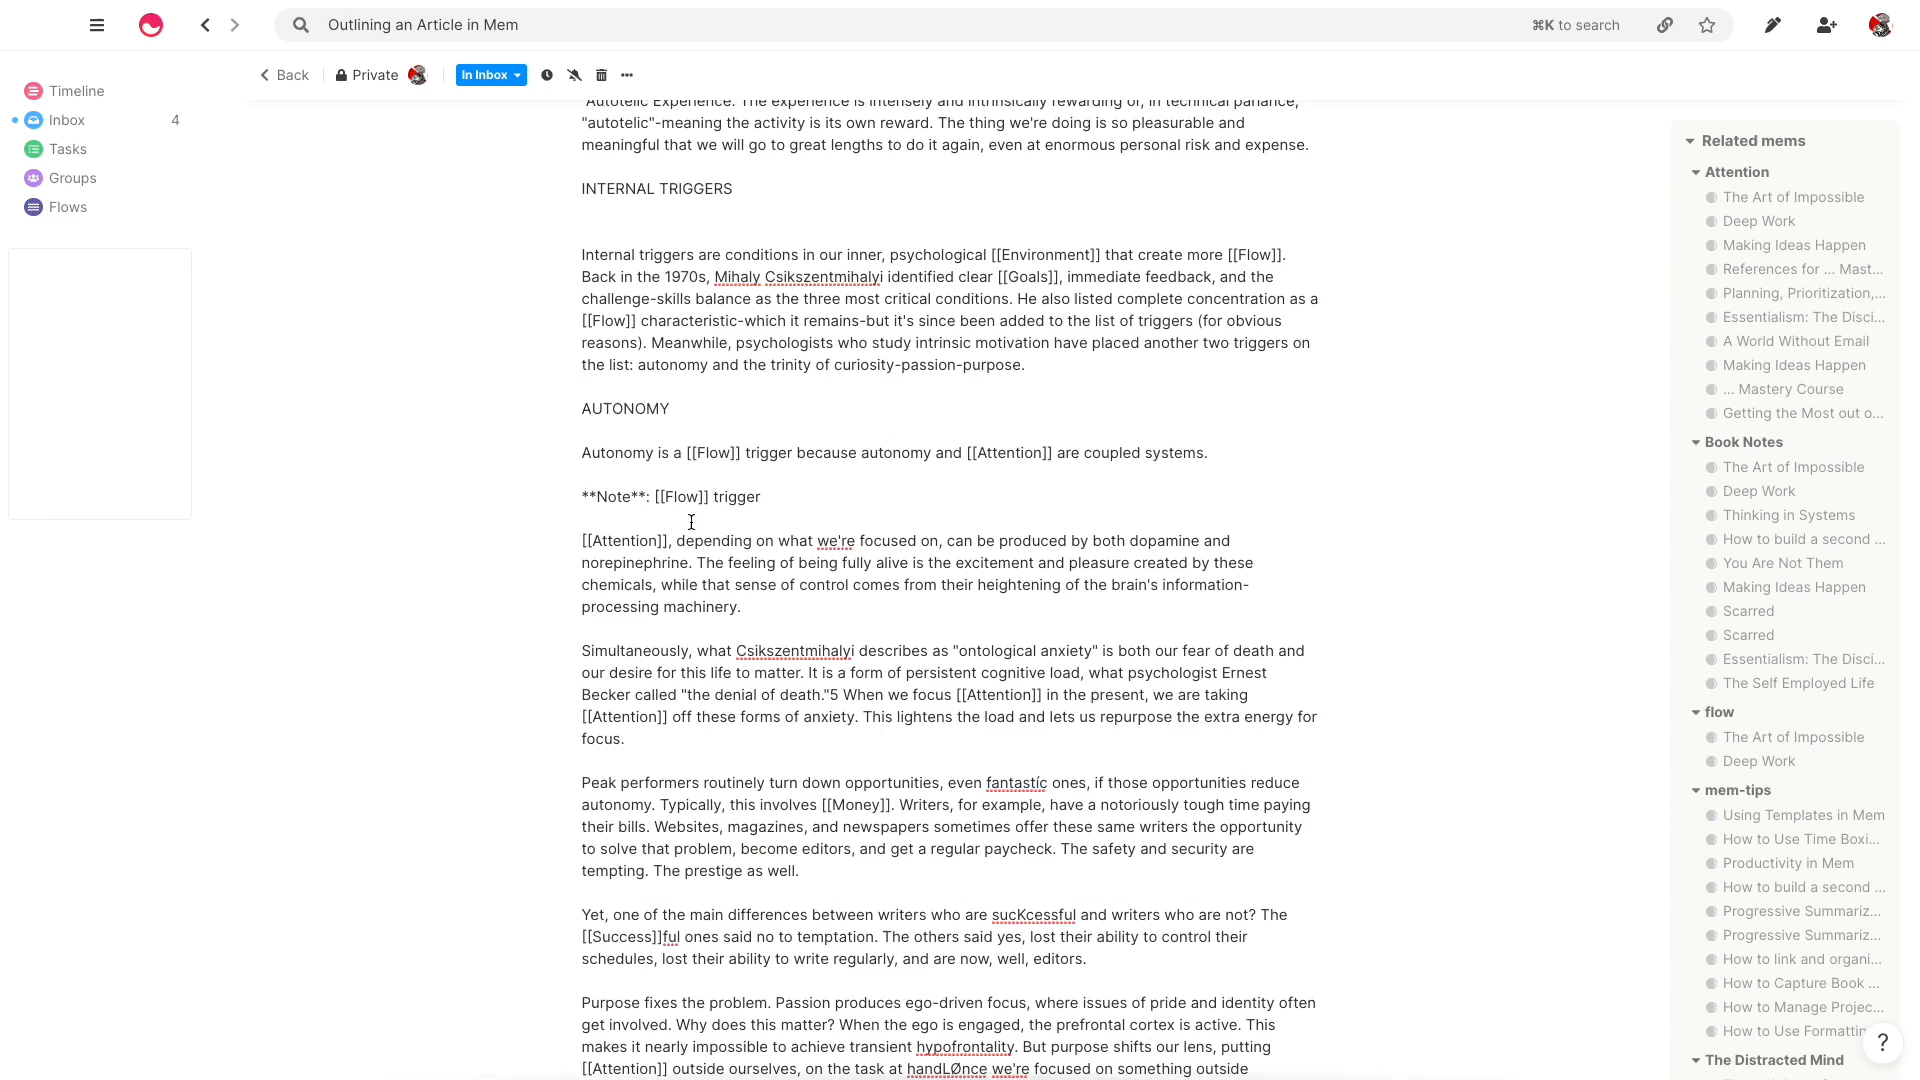 Outlining an Article in Mem
⌘K to search
Back
Private
In Inbox
Timeline
Inbox
4
Tasks
Groups
Flows
"Autotelic Experience. The experience is intensely and intrinsically rewarding or, in technical parlance,
"autotelic"-meaning the activity is its own reward. The thing we're doing is so pleasurable and
meaningful that we will go to great lengths to do it again, even at enormous personal risk and expense.
INTERNAL TRIGGERS
Internal triggers are conditions in our inner, psychological [[Environment]] that create more [[Flow]].
Back in the 1970s, Mihaly Csikszentmihalyi identified clear [[Goals]], immediate feedback, and the
challenge-skills balance as the three most critical conditions. He also listed complete concentration as a
[[Flow]] characteristic-which it remains-but it's since been added to the list of triggers (for obvious
reasons). Meanwhile, psychologists who study intrinsic motivation have placed another two triggers on
the list: autonomy and the trinity of curiosity-passion-purpose.
AUTONOMY
Autonomy is a [[Flow]] trigger because autonomy and [[Attention]] are coupled systems.
**Note**: [[Flow]] trigger
[[Attention]], depending on what we're focused on, can be produced by both dopamine and
norepinephrine. The feeling of being fully alive is the excitement and pleasure created by these
chemicals, while that sense of control comes from their heightening of the brain's information-
processing machinery.
Simultaneously, what Csikszentmihalyi describes as "ontological anxiety" is both our fear of death and
our desire for this life to matter. It is a form of persistent cognitive load, what psychologist Ernest
Becker called "the denial of death."5 When we focus [[Attention]] in the present, we are taking
[[Attention]] off these forms of anxiety. This lightens the load and lets us repurpose the extra energy for
focus.
Peak performers routinely turn down opportunities, even fantastíc ones, if those opportunities reduce
autonomy. Typically, this involves [[Money]]. Writers, for example, have a notoriously tough time paying
their bills. Websites, magazines, and newspapers sometimes offer these same writers the opportunity
to solve that problem, become editors, and get a regular paycheck. The safety and security are
tempting. The prestige as well.
Yet, one of the main differences between writers who are sucKcessful and writers who are not? The
[[Success]]ful ones said no to temptation. The others said yes, lost their ability to control their
schedules, lost their ability to write regularly, and are now, well, editors.
Purpose fixes the problem. Passion produces ego-driven focus, where issues of pride and identity often
get involved. Why does this matter? When the ego is engaged, the prefrontal cortex is active. This
makes it nearly impossible to achieve transient hypofrontality. But purpose shifts our lens, putting
[[Attention]] outside ourselves, on the task at handLØnce we're focused on something outside
Related mems
Attention
The Art of Impossible
Deep Work
Making Ideas Happen
References for ... Mast...
Planning, Prioritization,...
Essentialism: The Disci...
A World Without Email
Making Ideas Happen
... Mastery Course
Getting the Most out o...
Book Notes
The Art of Impossible
Deep Work
Thinking in Systems
How to build a second ...
You Are Not Them
Making Ideas Happen
Scarred
Scarred
Essentialism: The Disci...
The Self Employed Life
flow
The Art of Impossible
Deep Work
mem-tips
Using Templates in Mem
How to Use Time Boxi...
Productivity in Mem
How to build a second ...
Progressive Summariz...
Progressive Summariz...
How to link and organi...
How to Capture Book ...
How to Manage Projec...
How to Use Formattin
?
The Distracted Mind